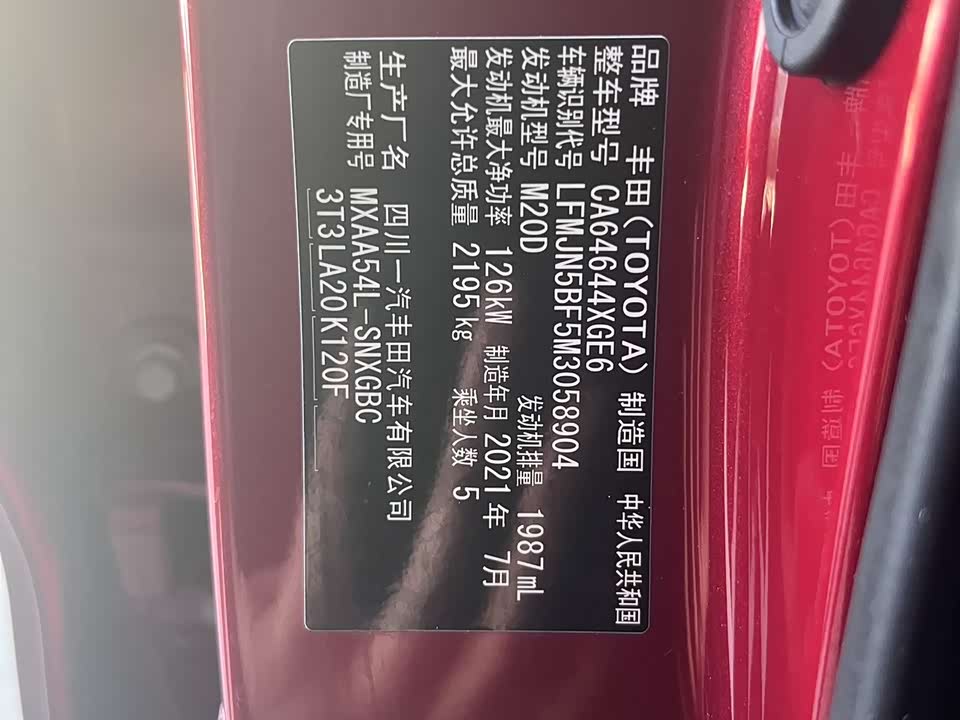 品牌 丰田(TOYOTA) 制造国 中华人民共和国
整车型号 CA64644XGE6
车辆识别代号 LFMJN5BF5M3058904
发动机型号 M20D 发动机排量 1987mL
发动机最大净功率 126kW 制造年月 2021年 7月
最大允许总质量 2195kg 乘坐人数 5
生产厂名 四川一汽丰田汽车有限公司
制造厂专用号 MXAA54L-SNXGBC
3T3LA20K120F